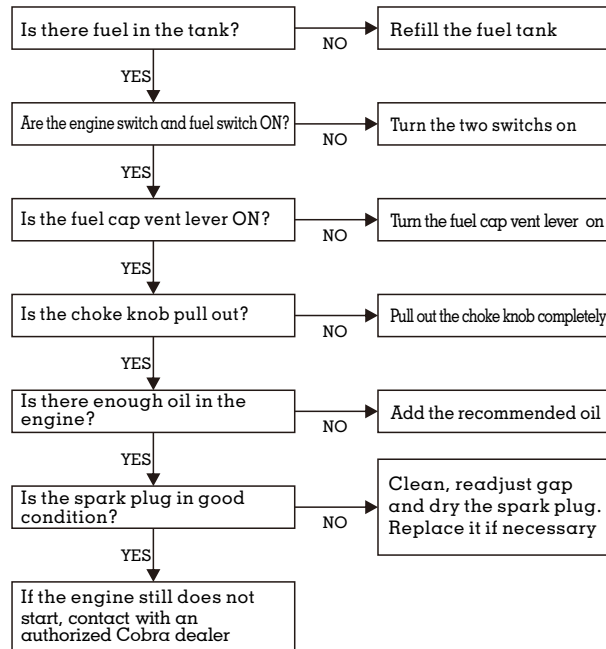 Is there fuel in the tank?
NO
Refill the fuel tank
YES
Are the engine switch and fuel switch ON?
NO
Turn the two switchs on
YES
Is the fuel cap vent lever ON?
NO
Turn the fuel cap vent lever on
YES
Is the choke knob pull out?
NO
Pull out the choke knob completely
YES
Is there enough oil in the
engine?
NO
Add the recommended oil
YES
Is the spark plug in good
condition?
NO
Clean, readjust gap
and dry the spark plug.
Replace it if necessary
YES
If the engine still does not
start, contact with an
authorized Cobra dealer